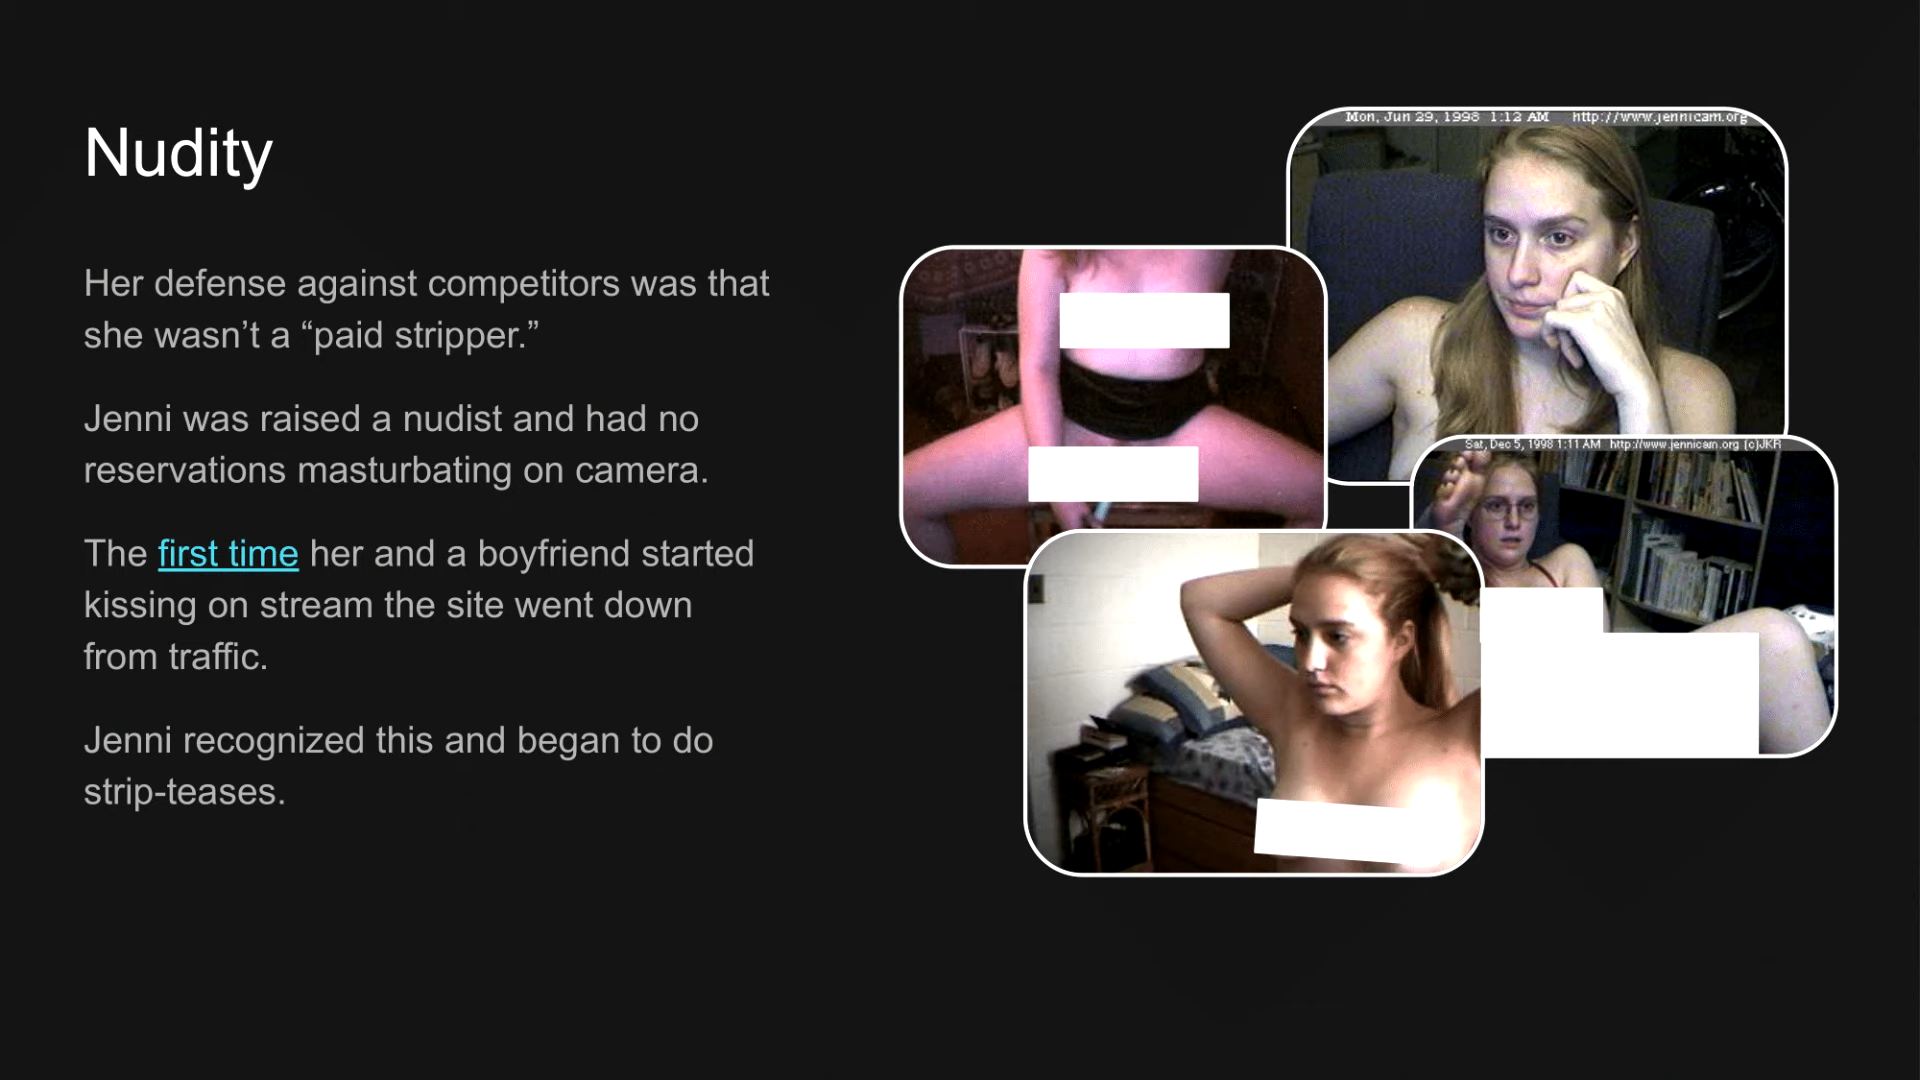 Nudity
Her defense against competitors was that
she wasn’t a “paid stripper.”
Jenni was raised a nudist and had no
reservations masturbating on camera.
The first time her and a boyfriend started
kissing on stream the site went down
from traffic.
Jenni recognized this and began to do
strip-teases.
Mon, Jun 29, 1998 1:12 AM http://www.jennicam.org
Sat, Dec 5, 1998 1:11 AM http://www.jennicam.org (c)JKR